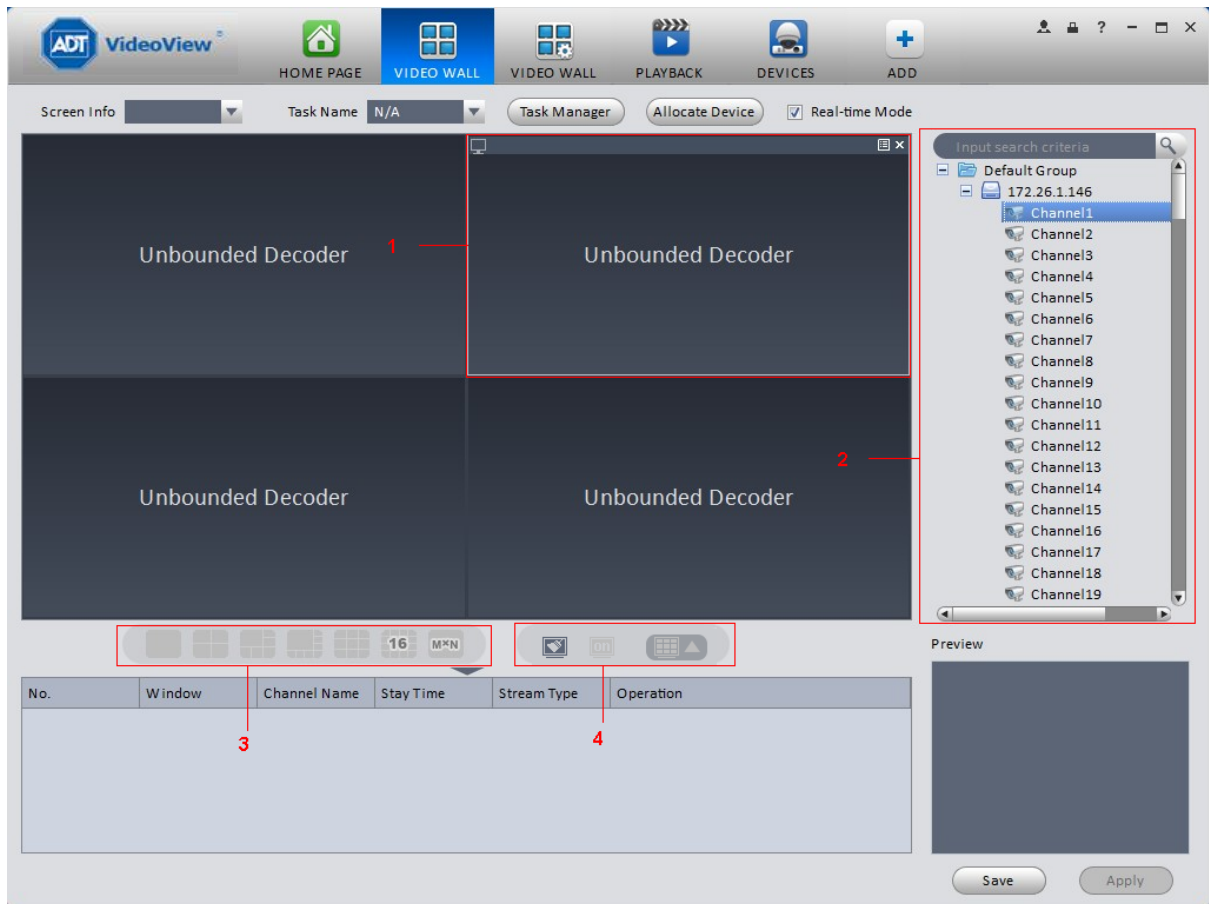 ADT VideoView
HOME PAGE
VIDEO WALL
VIDEO WALL
PLAYBACK
DEVICES
ADD
?
Screen Info
Task Name N/A
Task Manager
Allocate Device
Real-time Mode
Unbounded Decoder
1
Unbounded Decoder
Unbounded Decoder
Unbounded Decoder
Input search criteria
Default Group
172.26.1.146
Channel1
Channel2
Channel3
Channel4
Channel5
Channel6
Channel7
Channel8
Channel9
Channel10
Channel11
Channel12
Channel13
Channel14
Channel15
Channel16
Channel17
Channel18
Channel19
2
16 M×N
on
Preview
No. Window Channel Name Stay Time Stream Type Operation
3
4
Save
Apply